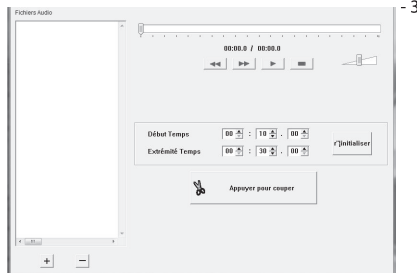 Fichiers Audio
- 3
00:00.0 / 00:00.0
Début Temps 00 : 10 . 00
Extrémité Temps 00 : 30 . 00
r''|initialiser
Appuyer pour couper
+ −